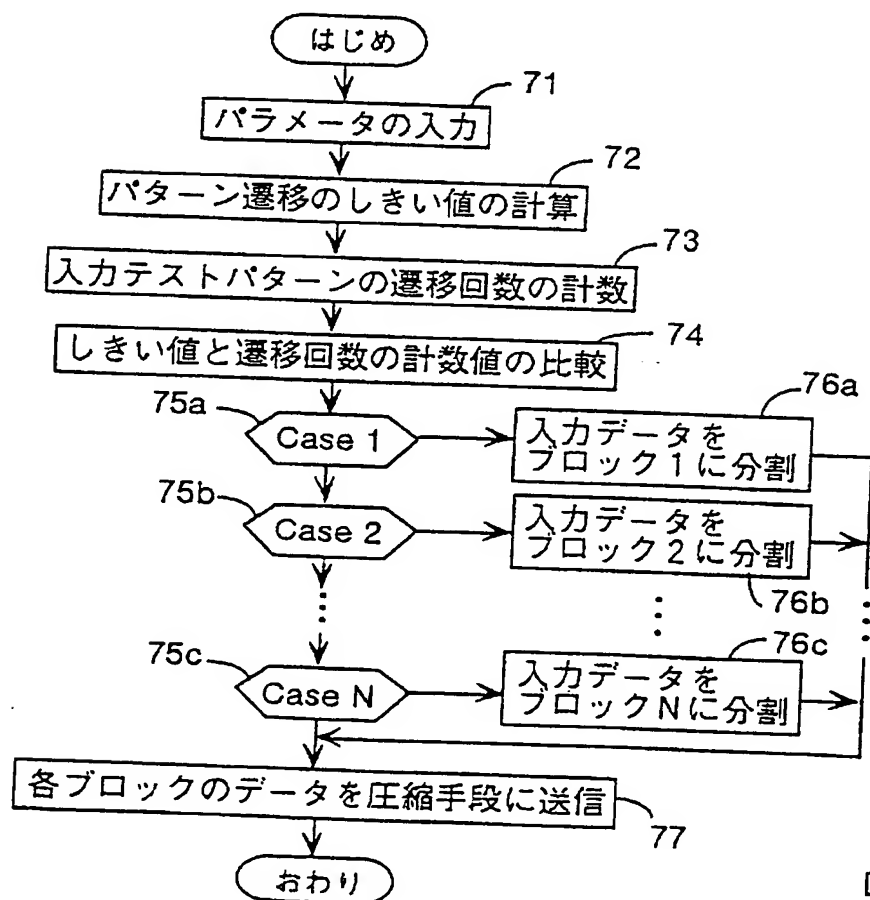 はじめ
71
パラメータの入力
72
パターン遷移のしきい値の計算
73
入力テストパターンの遷移回数の計数
74
しきい値と遷移回数の計数値の比較
75a
Case 1
76a
入力データを
ブロック1に分割
75b
Case 2
入力データを
ブロック2に分割
76b
75c
Case N
76c
入力データを
ブロックNに分割
各ブロックのデータを圧縮手段に送信
77
おわり